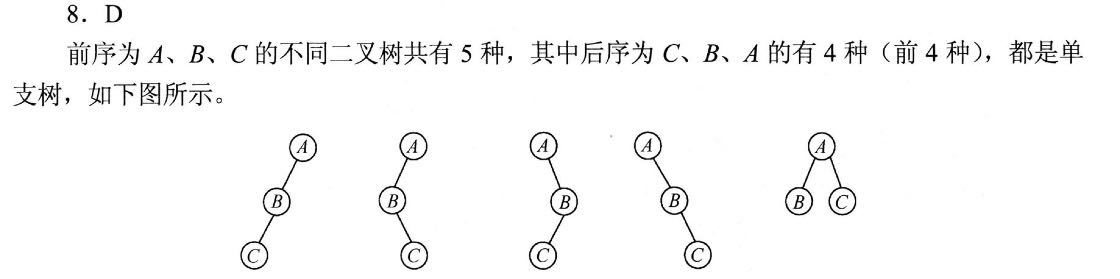 8．D
前序为 A、B、C 的不同二叉树共有 5 种，其中后序为 C、B、A 的有 4 种（前 4 种），都是单
支树，如下图所示。
A A A A A
B B B B B C
C C C C